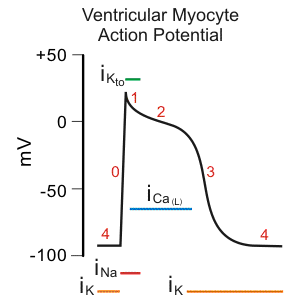 Ventricular Myocyte
Action Potential
+50
iKto
1
2
0
mV
0
3
-50
iCa(L)
4
4
-100
iNa
iK
iK